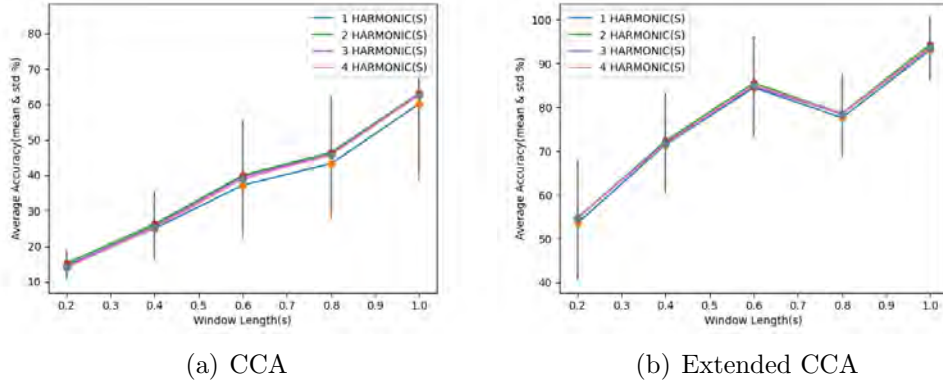 80
70
60
50
40
30
20
10
Average Accuracy(mean & std %)
1 HARMONIC(S)
2 HARMONIC(S)
3 HARMONIC(S)
4 HARMONIC(S)
0.2 0.3 0.4 0.5 0.6 0.7 0.8 0.9 1.0
Window Length(s)
(a) CCA
100
90
80
70
60
50
40
Average Accuracy(mean & std %)
1 HARMONIC(S)
2 HARMONIC(S)
3 HARMONIC(S)
4 HARMONIC(S)
0.2 0.3 0.4 0.5 0.6 0.7 0.8 0.9 1.0
Window Length(s)
(b) Extended CCA